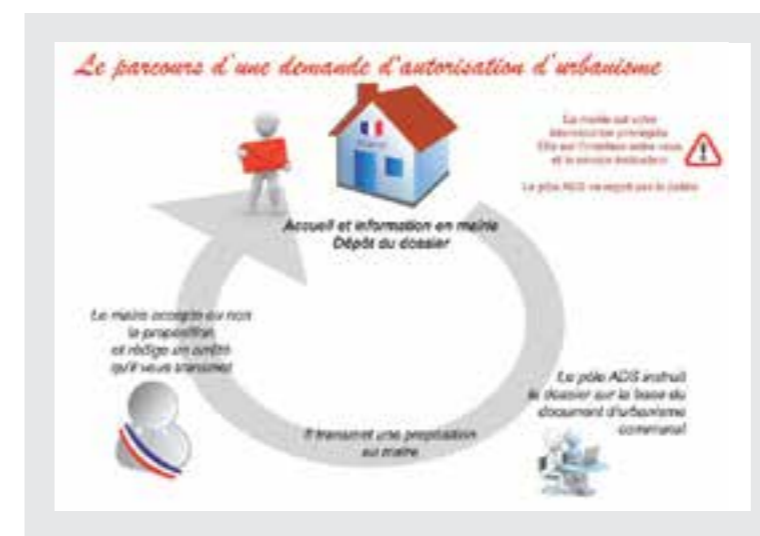 Le parcours d'une demande d'autorisation d'urbanisme
La mairie est votre
interlocuteur privilégié
Elle est l'interface entre vous
et le service instructeur
Le pôle ADS ne reçoit pas le public
Mairie
Accueil et information en mairie
Dépôt du dossier
Le pôle ADS instruit
le dossier sur la base du
document d'urbanisme
communal
Il transmet une proposition
au maire
Le maire accepte ou non
la proposition
et rédige un arrêté
qu'il vous transmet